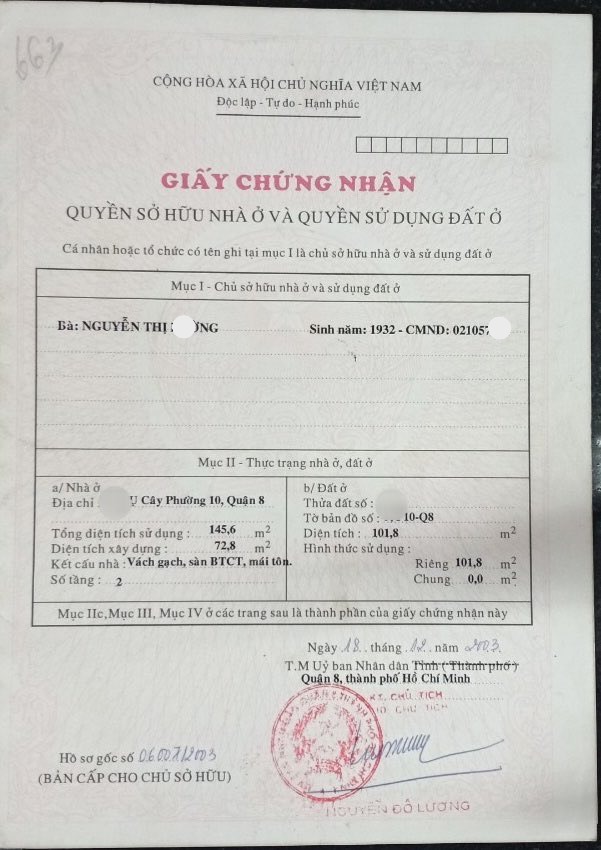 663
CỘNG HÒA XÃ HỘI CHỦ NGHĨA VIỆT NAM
Độc lập - Tự do - Hạnh phúc
GIẤY CHỨNG NHẬN
QUYỀN SỞ HỮU NHÀ Ở VÀ QUYỀN SỬ DỤNG ĐẤT Ở
Cá nhân hoặc tổ chức có tên ghi tại mục I là chủ sở hữu nhà ở và sử dụng đất ở
Mục I - Chủ sở hữu nhà ở và sử dụng đất ở
Bà: NGUYỄN THỊ ƯƠNG Sinh năm: 1932 - CMND: 02105
Mục II - Thực trạng nhà ở, đất ở
a/ Nhà ở
Địa chỉ : Ụ Cây Phường 10, Quận 8
Tổng diện tích sử dụng : 145,6 m2
Diện tích xây dựng : 72,8 m2
Kết cấu nhà : Vách gạch, sàn BTCT, mái tôn.
Số tầng : 2
b/ Đất ở
Thửa đất số :
Tờ bản đồ số : 10-Q8
Diện tích : 101,8 m2
Hình thức sử dụng :
Riêng 101,8 m2
Chung 0,0 m2
Mục IIc, Mục III, Mục IV ở các trang sau là thành phần của giấy chứng nhận này
Ngày 18 tháng 12 năm 2003
T.M Uỷ ban Nhân dân Tỉnh ( Thành phố )
Quận 8, thành phố Hồ Chí Minh
KT. CHỦ TỊCH
PHÓ CHỦ TỊCH
Hồ sơ gốc số 06007/2003
(BẢN CẤP CHO CHỦ SỞ HỮU)
NGUYỄN ĐÔ LƯƠNG